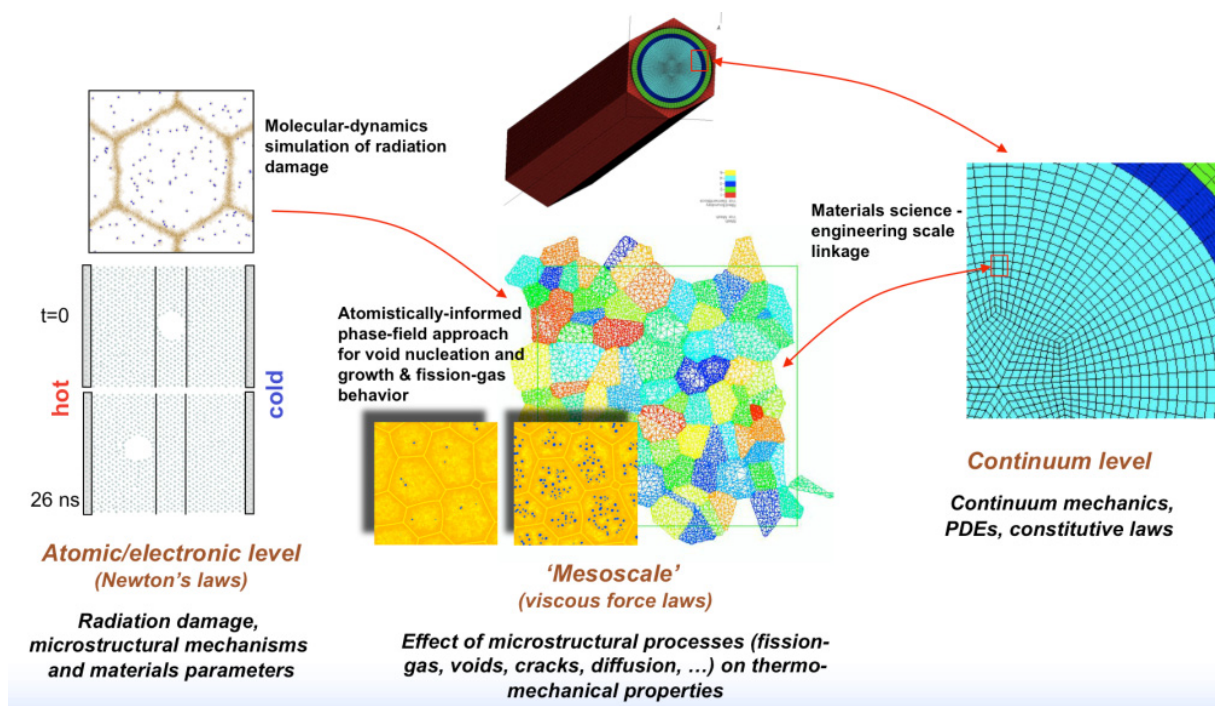 Molecular-dynamics
simulation of radiation
damage
t=0
hot
cold
26 ns
Atomic/electronic level
(Newton's laws)
Radiation damage,
microstructural mechanisms
and materials parameters
Atomistically-informed
phase-field approach
for void nucleation and
growth & fission-gas
behavior
‘Mesoscale’
(viscous force laws)
Effect of microstructural processes (fission-
gas, voids, cracks, diffusion, …) on thermo-
mechanical properties
Materials science -
engineering scale
linkage
Continuum level
Continuum mechanics,
PDEs, constitutive laws